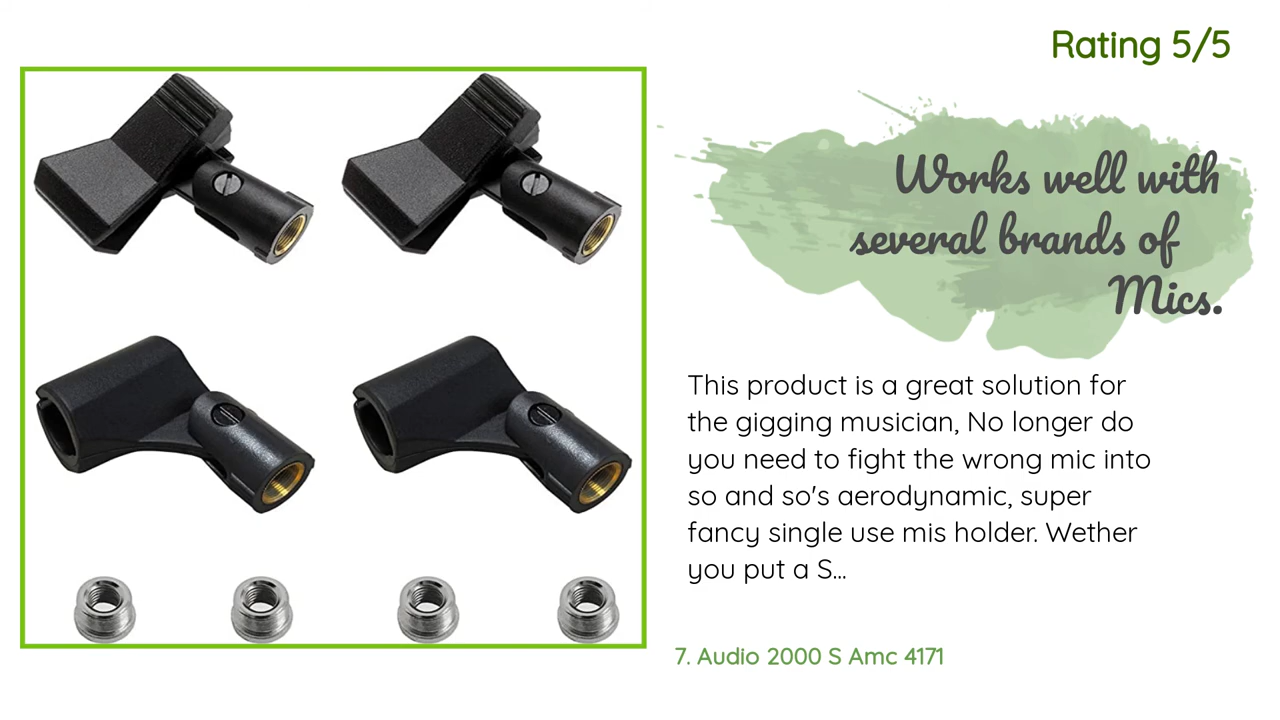 Rating 5/5
Works well with
several brands of
Mics.
This product is a great solution for
the gigging musician, No longer do
you need to fight the wrong mic into
so and so's aerodynamic, super
fancy single use mis holder. Wether
you put a S...
7. Audio 2000 S Amc 4171